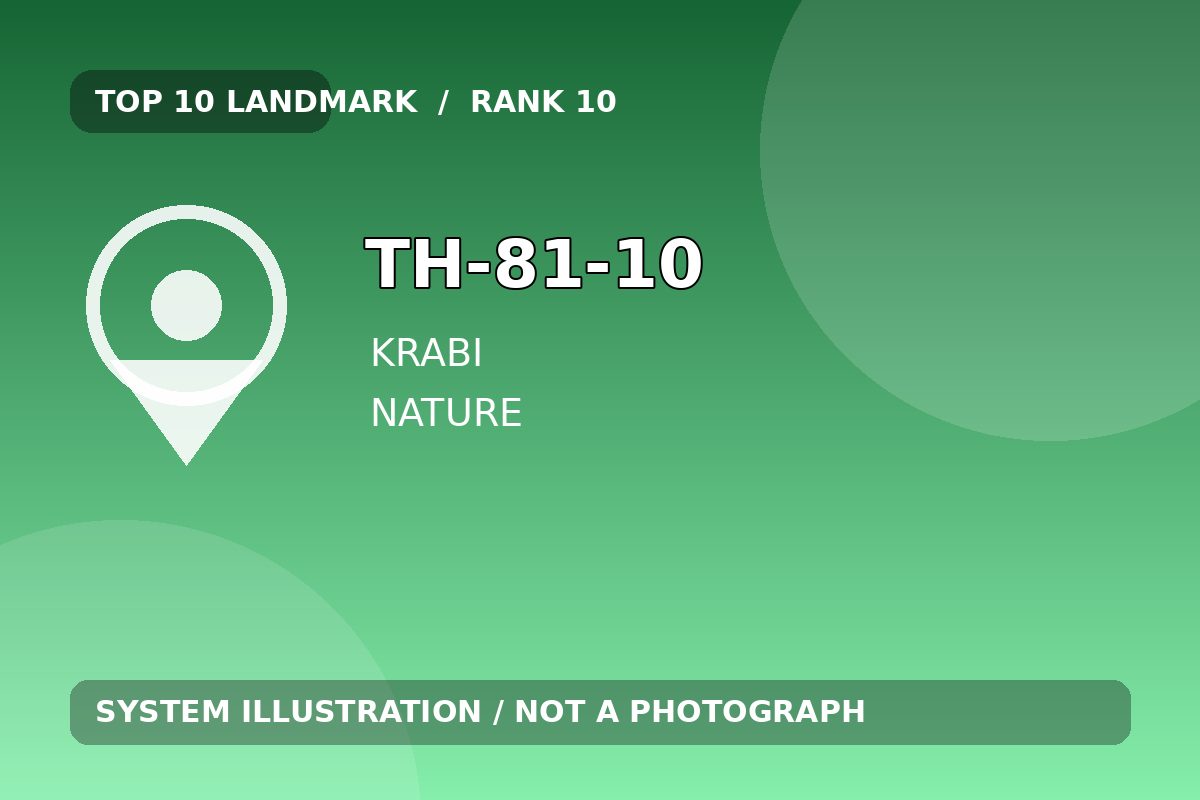 TOP 10 LANDMARK / RANK 10
TH-81-10
KRABI
NATURE
SYSTEM ILLUSTRATION / NOT A PHOTOGRAPH